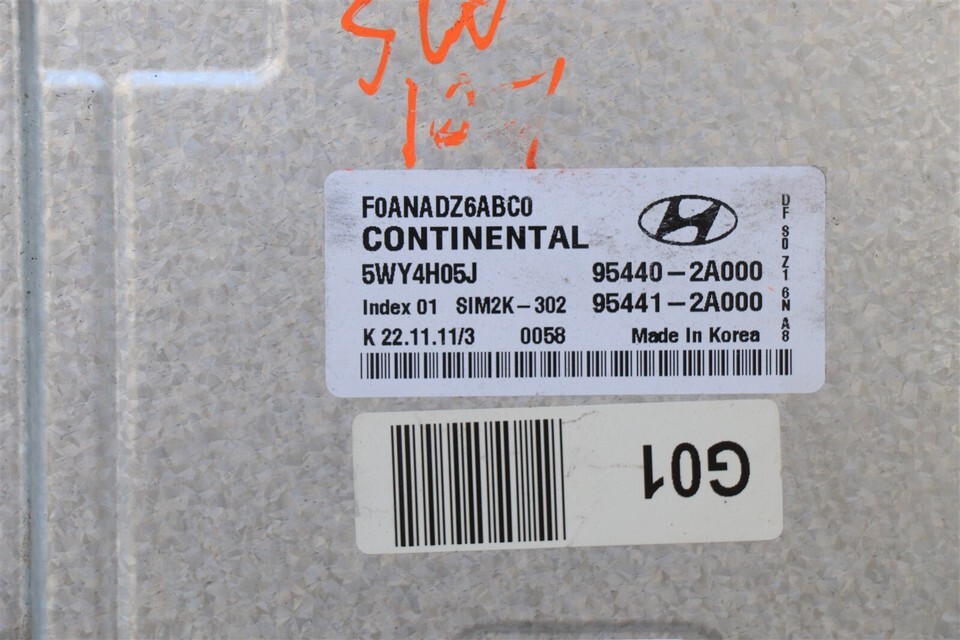 F0ANADZ6ABC0
CONTINENTAL
5WY4H05J 95440-2A000
Index 01 SIM2K-302 95441-2A000
K 22.11.11/3 0058 Made In Korea
G01